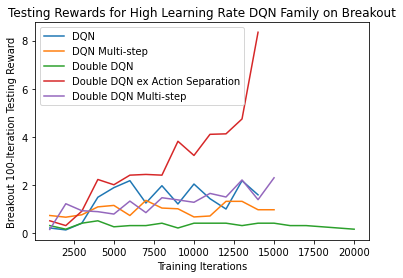 Testing Rewards for High Learning Rate DQN Family on Breakout
DQN
DQN Multi-step
Double DQN
Double DQN ex Action Separation
Double DQN Multi-step
Breakout 100-Iteration Testing Reward
8
6
4
2
0
2500 5000 7500 10000 12500 15000 17500 20000
Training Iterations